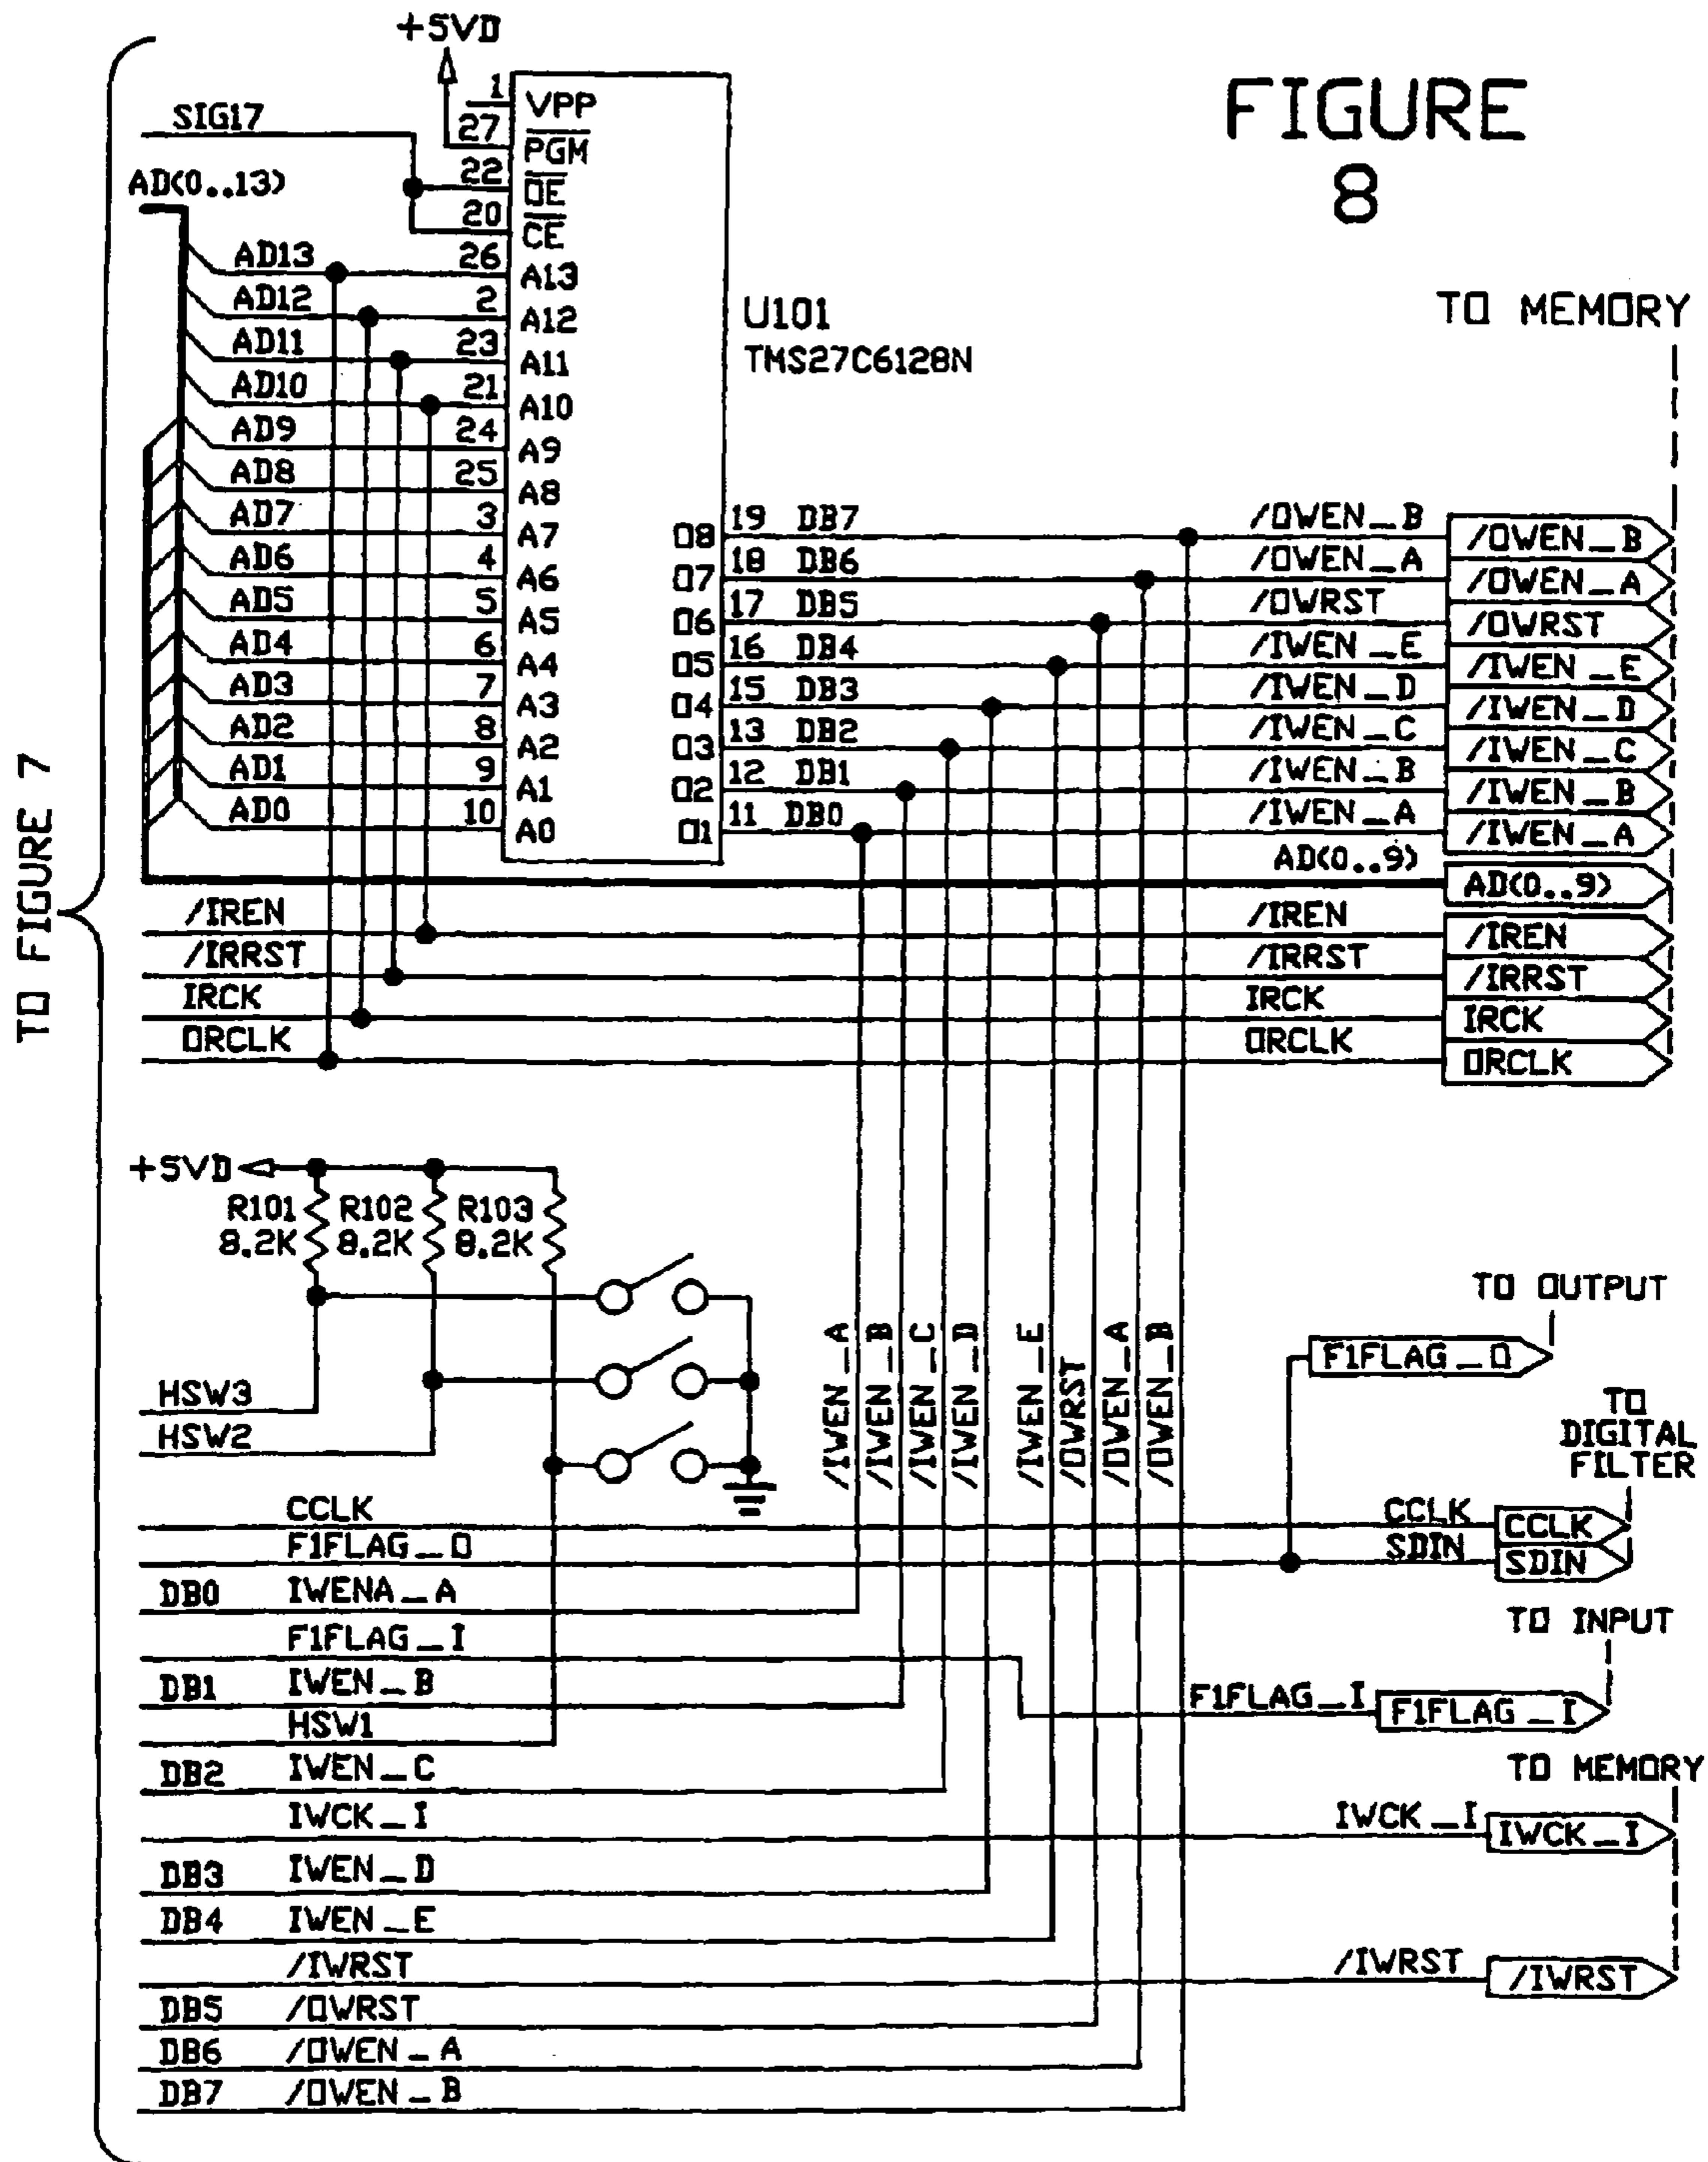 FIGURE
8
+5VD
SIG17
AD(0..13)
1
27
22
20
VPP
PGM
OE
CE
AD13 26 A13
AD12 2 A12
AD11 23 A11
AD10 21 A10
AD9 24 A9
AD8 25 A8
AD7 3 A7
AD6 4 A6
AD5 5 A5
AD4 6 A4
AD3 7 A3
AD2 8 A2
AD1 9 A1
AD0 10 A0
U101
TMS27C6128N
TO MEMORY
O8 19 DB7 /OWEN_B /OWEN_B
O7 18 DB6 /OWEN_A /OWEN_A
O6 17 DB5 /OWRST /OWRST
O5 16 DB4 /IWEN_E /IWEN_E
O4 15 DB3 /IWEN_D /IWEN_D
O3 13 DB2 /IWEN_C /IWEN_C
O2 12 DB1 /IWEN_B /IWEN_B
O1 11 DB0 /IWEN_A /IWEN_A
AD(0..9) AD(0..9)
/IREN /IREN /IREN
/IRRST /IRRST /IRRST
IRCK IRCK IRCK
ORCLK ORCLK ORCLK
TO FIGURE 7
+5VD
R101 R102 R103
8.2K 8.2K 8.2K
HSW3
HSW2
/IWEN_A
/IWEN_B
/IWEN_C
/IWEN_D
/IWEN_E
/OWRST
/OWEN_A
/OWEN_B
TO OUTPUT
F1FLAG_O
TO
DIGITAL
FILTER
CCLK CCLK CCLK
F1FLAG_O SDIN SDIN
DB0 IWENA_A
TO INPUT
F1FLAG_I F1FLAG_I F1FLAG_I
DB1 IWEN_B
HSW1
DB2 IWEN_C
TO MEMORY
IWCK_I IWCK_I IWCK_I
DB3 IWEN_D
DB4 IWEN_E
/IWRST /IWRST /IWRST
DB5 /OWRST
DB6 /OWEN_A
DB7 /OWEN_B